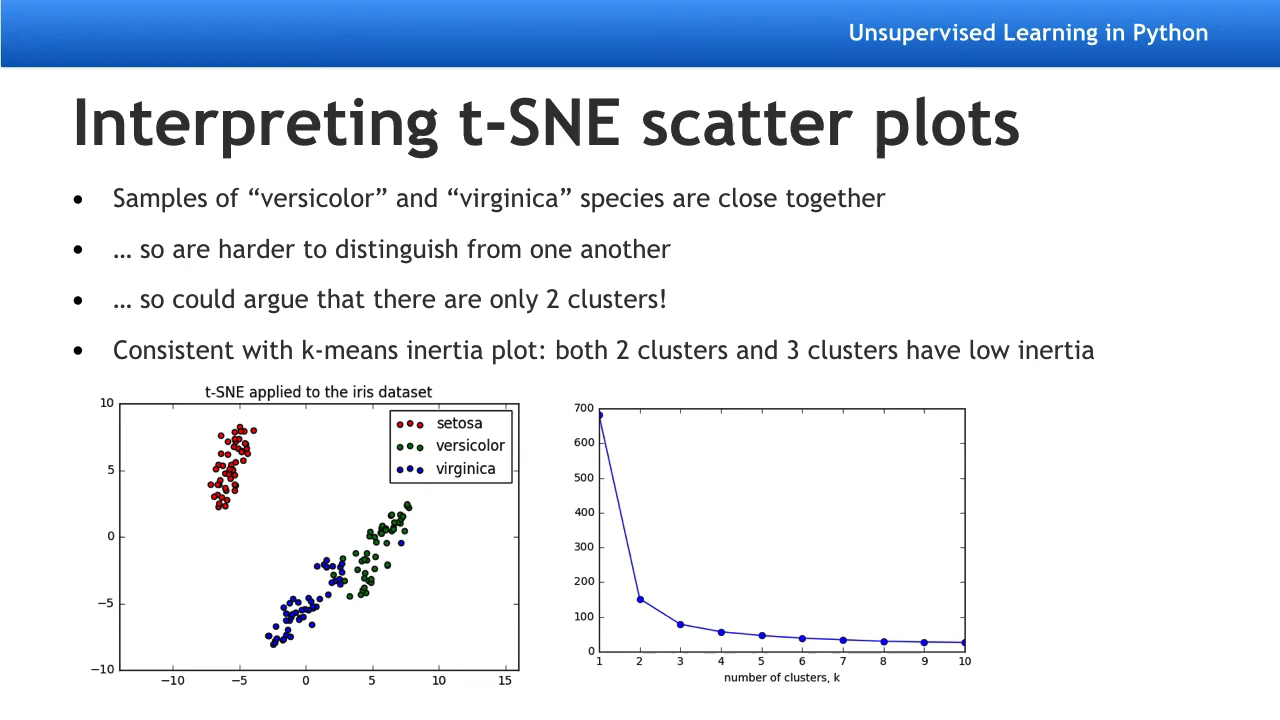 Unsupervised Learning in Python
Interpreting t-SNE scatter plots
• Samples of “versicolor” and “virginica” species are close together
• … so are harder to distinguish from one another
• … so could argue that there are only 2 clusters!
• Consistent with k-means inertia plot: both 2 clusters and 3 clusters have low inertia
t-SNE applied to the iris dataset
10
5
0
−5
−10
−10 −5 0 5 10 15
setosa
versicolor
virginica
700
600
500
400
300
200
100
0
1 2 3 4 5 6 7 8 9 10
number of clusters, k